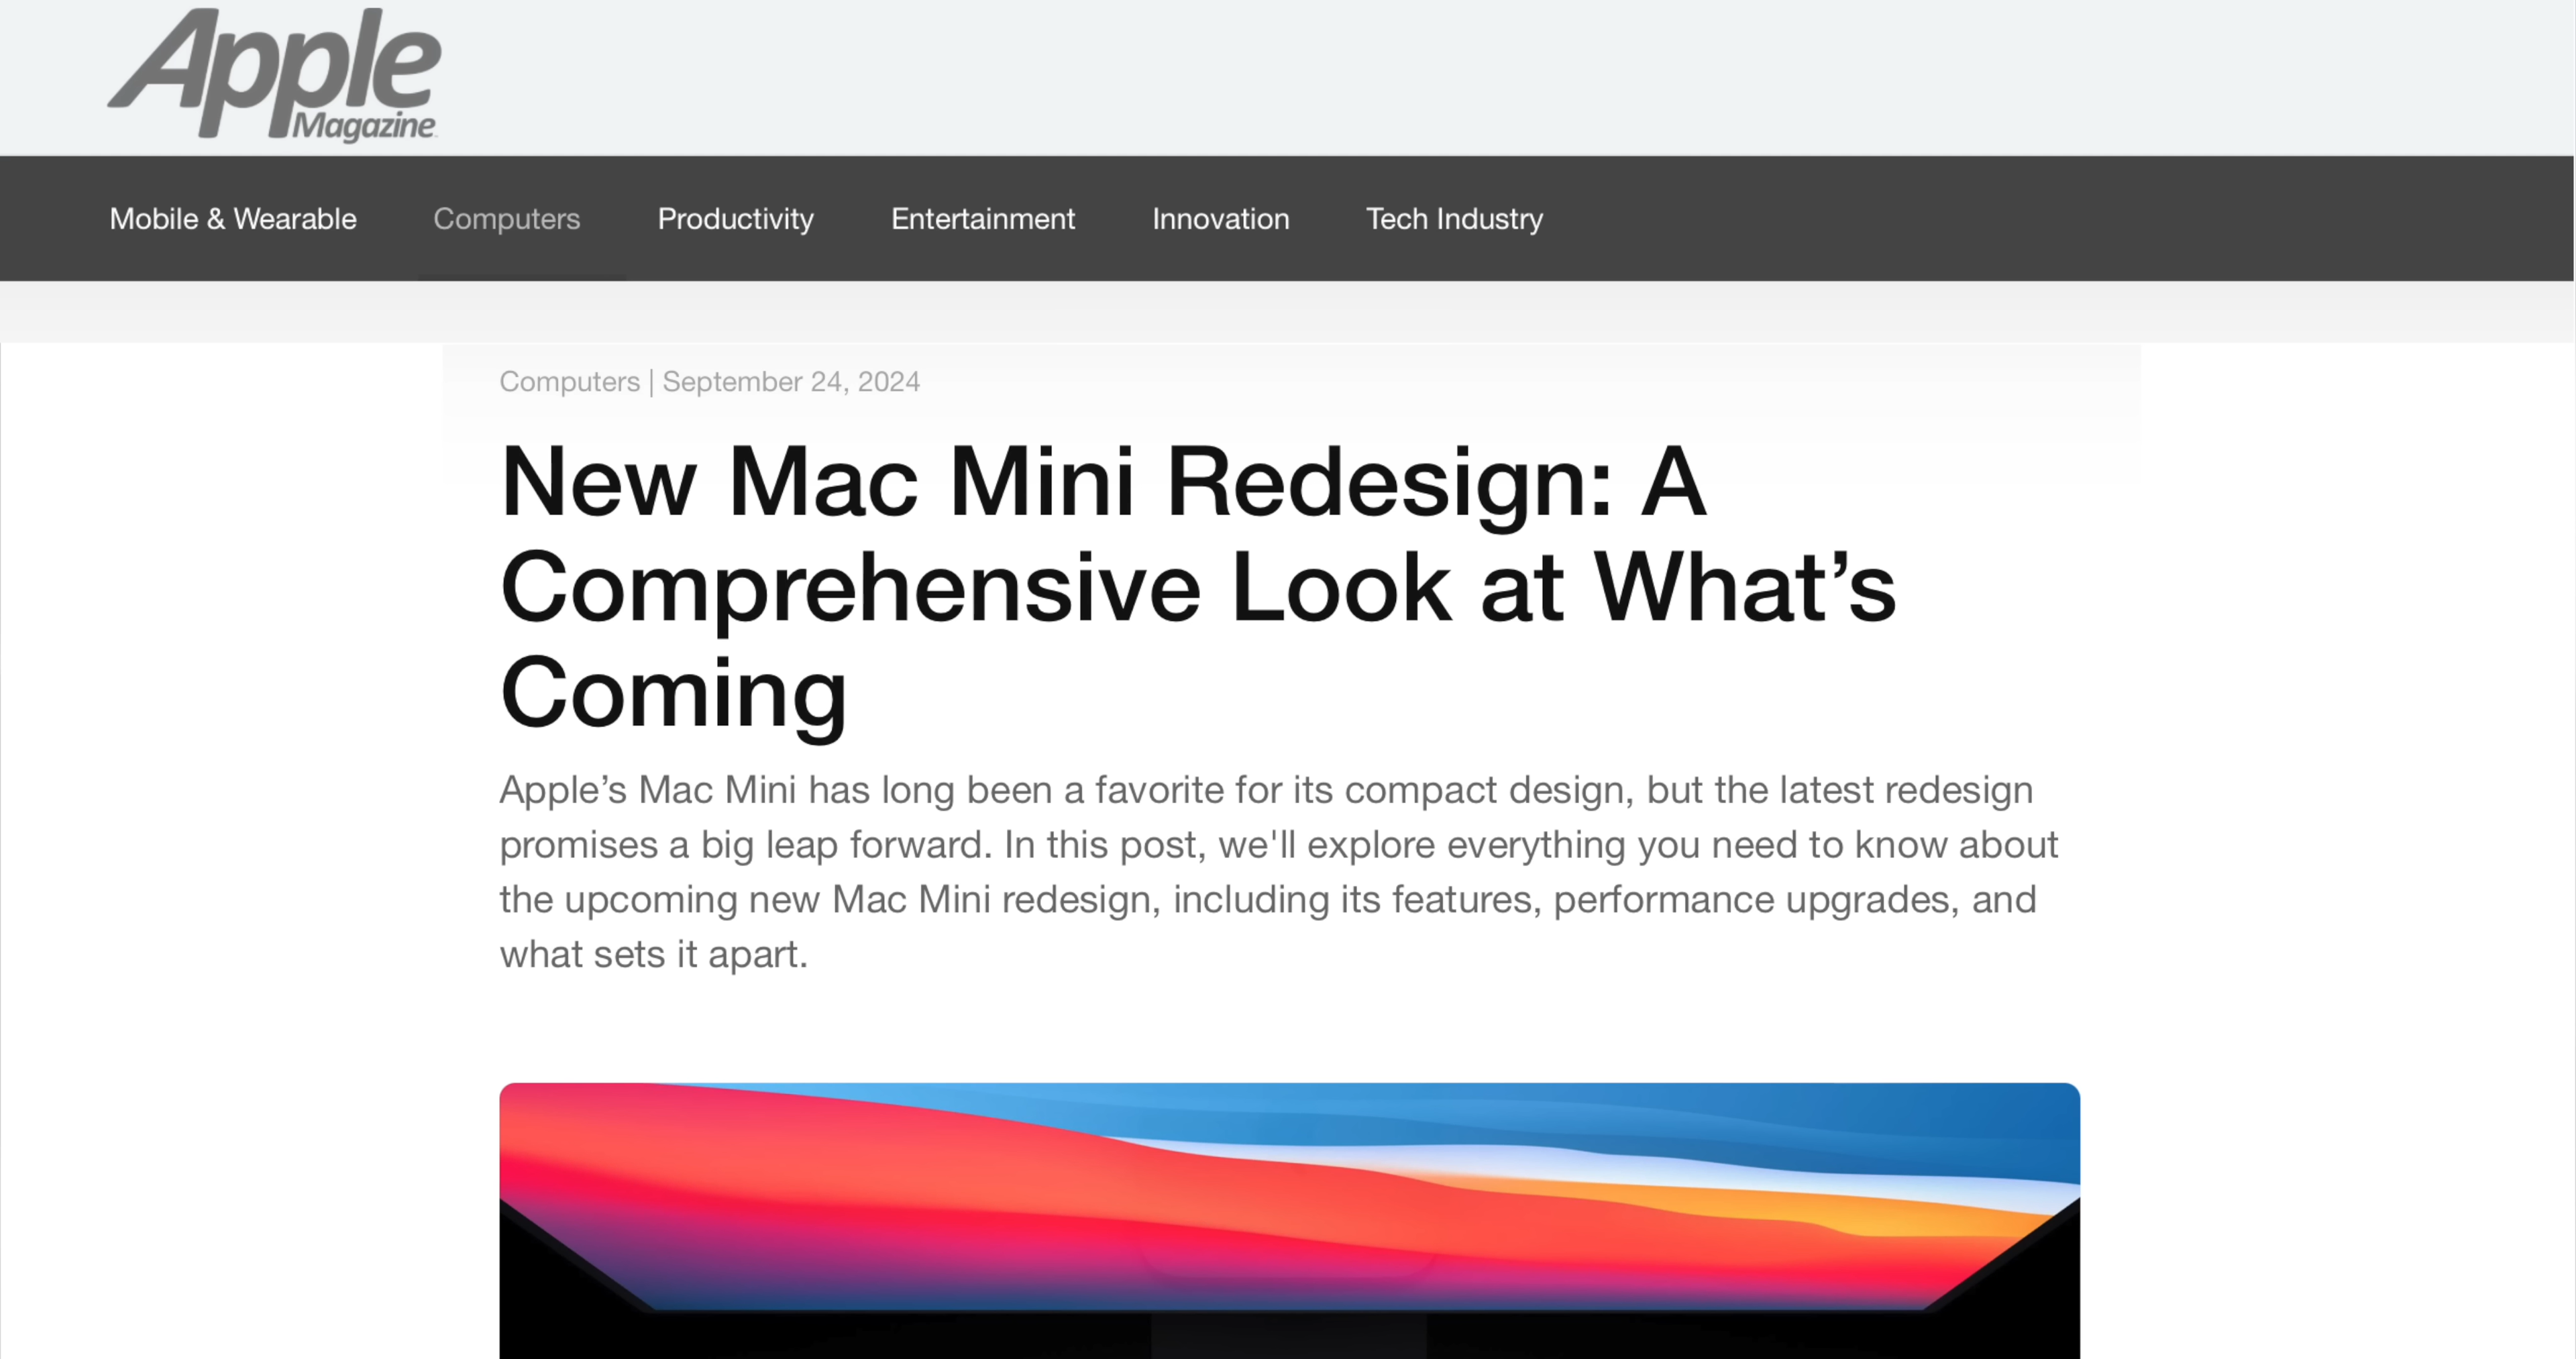 Apple
Magazine
Mobile & Wearable Computers Productivity Entertainment Innovation Tech Industry
Computers | September 24, 2024
New Mac Mini Redesign: A
Comprehensive Look at What’s
Coming
Apple’s Mac Mini has long been a favorite for its compact design, but the latest redesign
promises a big leap forward. In this post, we'll explore everything you need to know about
the upcoming new Mac Mini redesign, including its features, performance upgrades, and
what sets it apart.